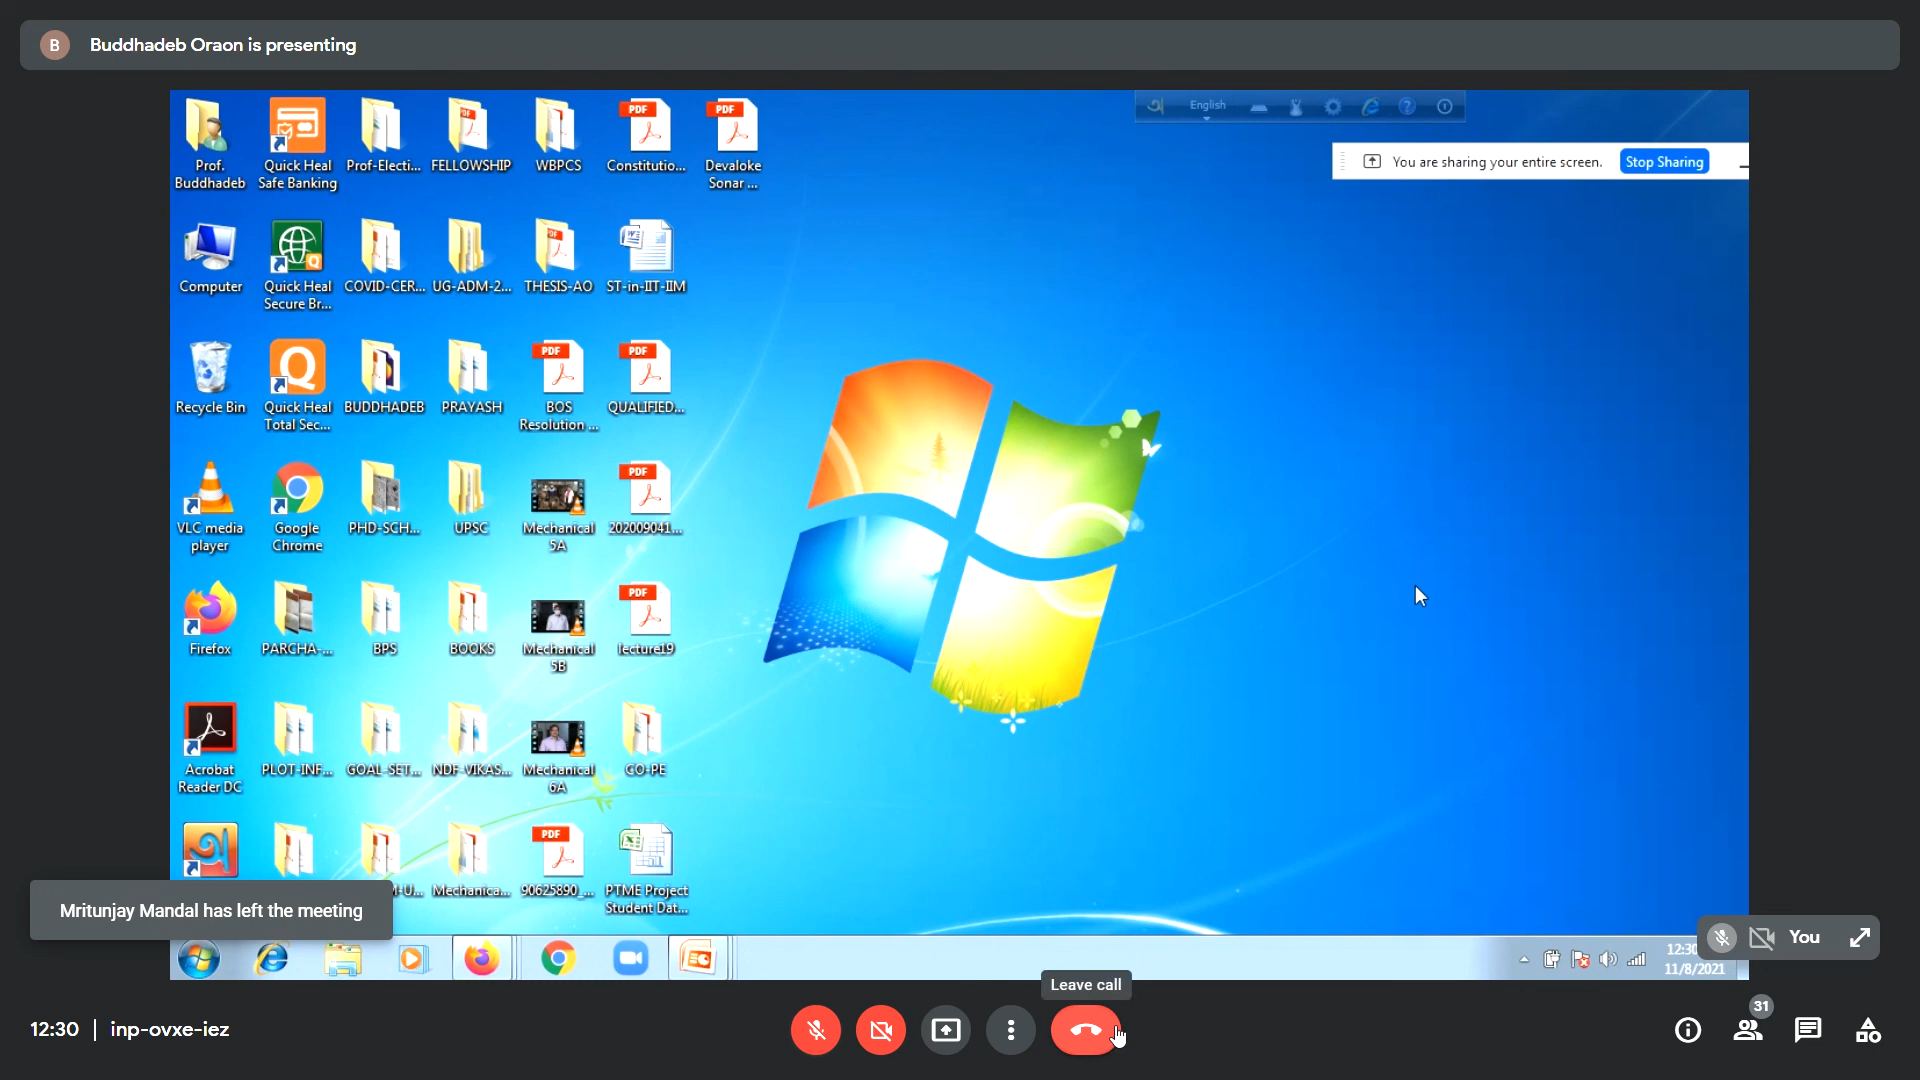 B
Buddhadeb Oraon is presenting
English
You are sharing your entire screen.
Stop Sharing
Prof.
Buddhadeb
Quick Heal
Safe Banking
Prof-Electi...
FELLOWSHIP
WBPCS
Constitutio...
Devaloke
Sonar ...
Computer
Quick Heal
Secure Br...
COVID-CER...
UG-ADM-2...
THESIS-AO
ST-in-IIT-IIM
Recycle Bin
Quick Heal
Total Sec...
BUDDHADEB
PRAYASH
BOS
Resolution ...
QUALIFIED...
VLC media
player
Google
Chrome
PHD-SCH...
UPSC
Mechanical
5A
202009041...
Firefox
PARCHA-...
BPS
BOOKS
Mechanical
5B
lecture19
Acrobat
Reader DC
PLOT-INF...
GOAL-SET...
NDF-VIKAS...
Mechanical
6A
CO-PE
Mechanica...
90625890_...
PTME Project
Student Dat...
Mritunjay Mandal has left the meeting
12:30
11/8/2021
You
Leave call
12:30 | inp-ovxe-iez
31